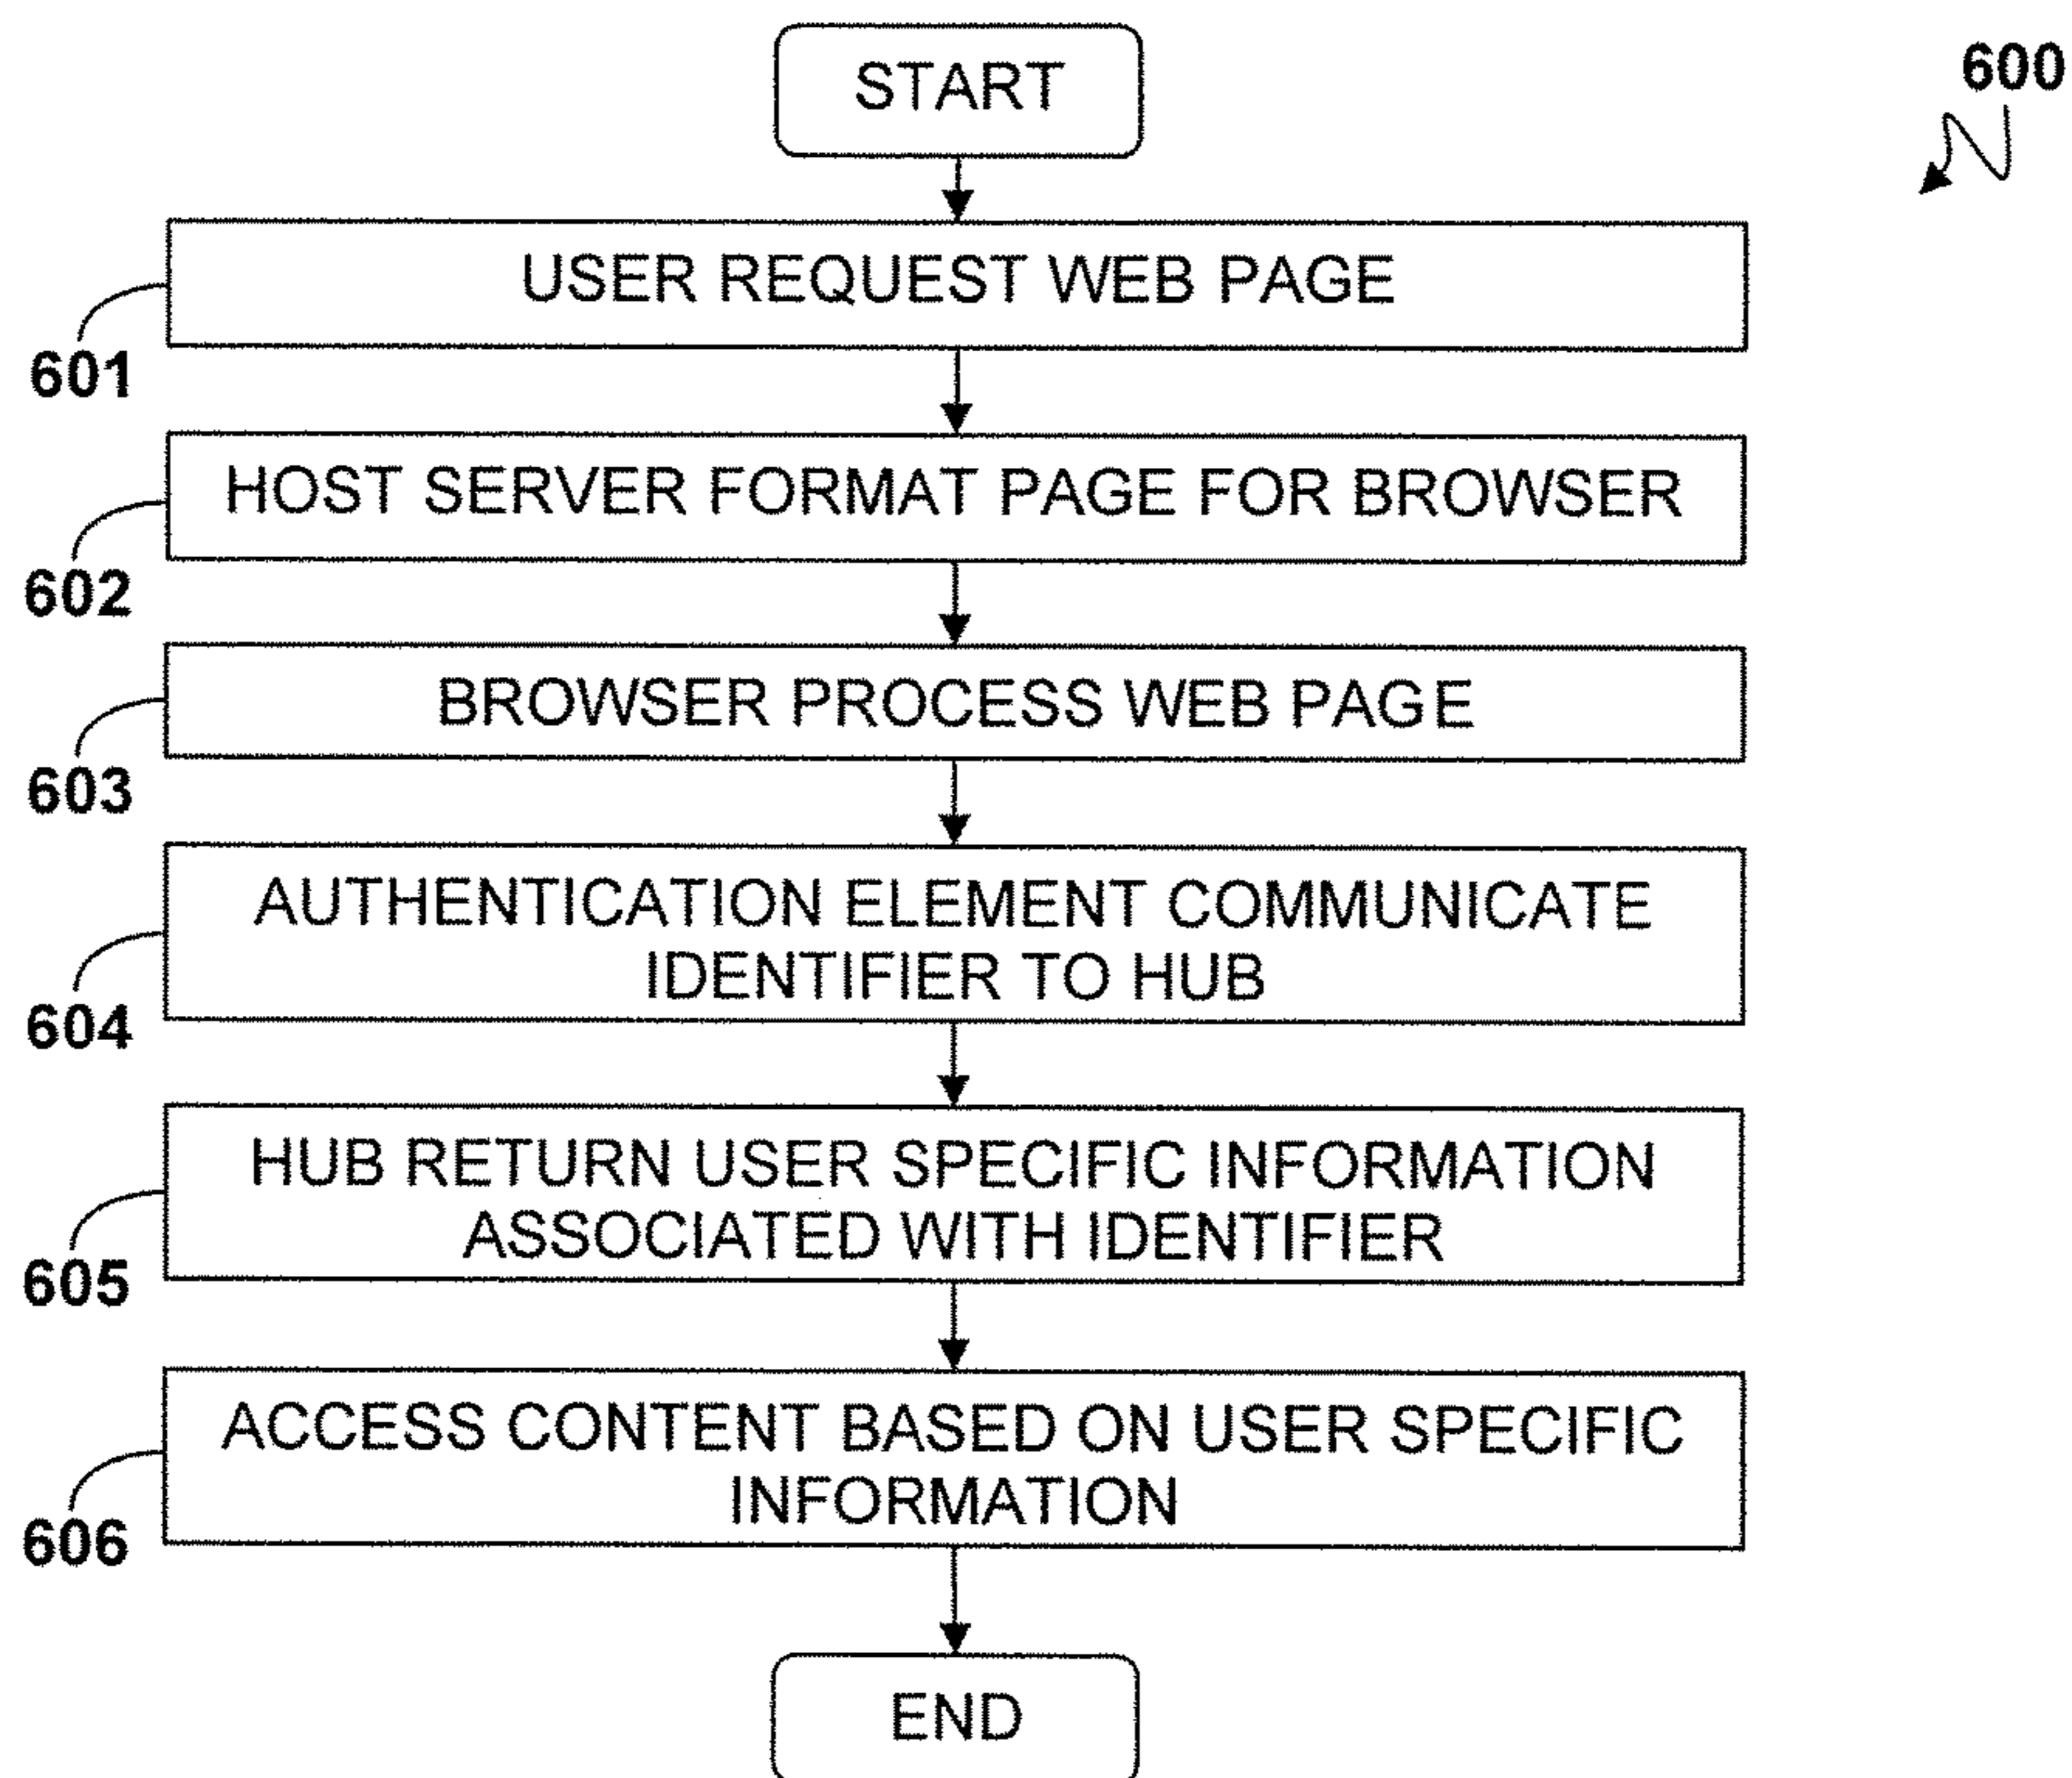 START
600
USER REQUEST WEB PAGE
601
HOST SERVER FORMAT PAGE FOR BROWSER
602
BROWSER PROCESS WEB PAGE
603
AUTHENTICATION ELEMENT COMMUNICATE
IDENTIFIER TO HUB
604
HUB RETURN USER SPECIFIC INFORMATION
ASSOCIATED WITH IDENTIFIER
605
ACCESS CONTENT BASED ON USER SPECIFIC
INFORMATION
606
END